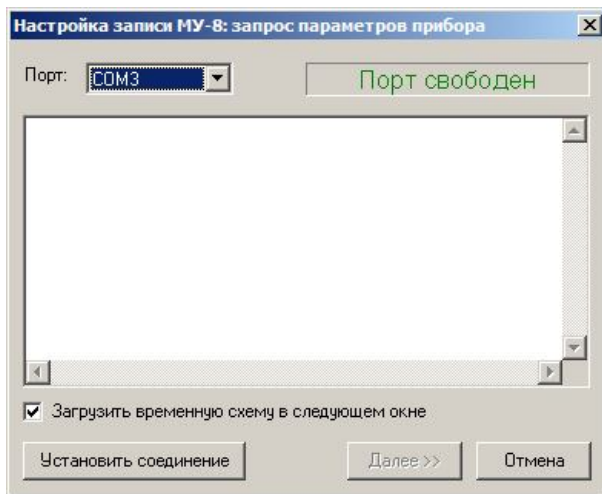 Настройка записи МУ-8: запрос параметров прибора
Порт: COM3 Порт свободен
Загрузить временную схему в следующем окне
Установить соединение Далее >> Отмена